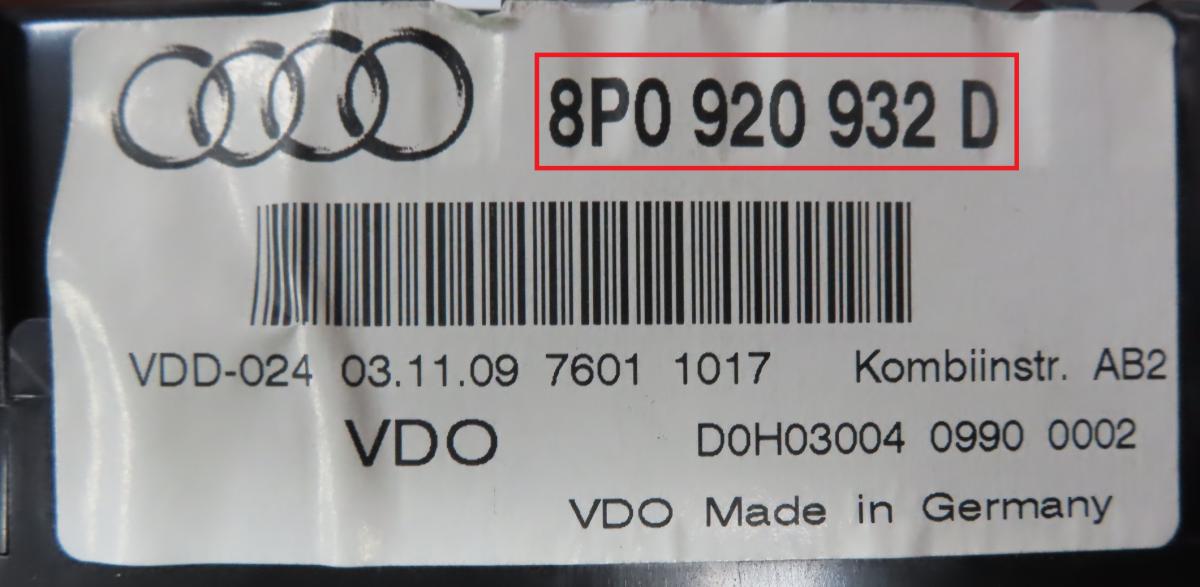 8P0 920 932 D
VDD-024 03.11.09 7601 1017 Kombiinstr. AB2
VDO D0H03004 0990 0002
VDO Made in Germany